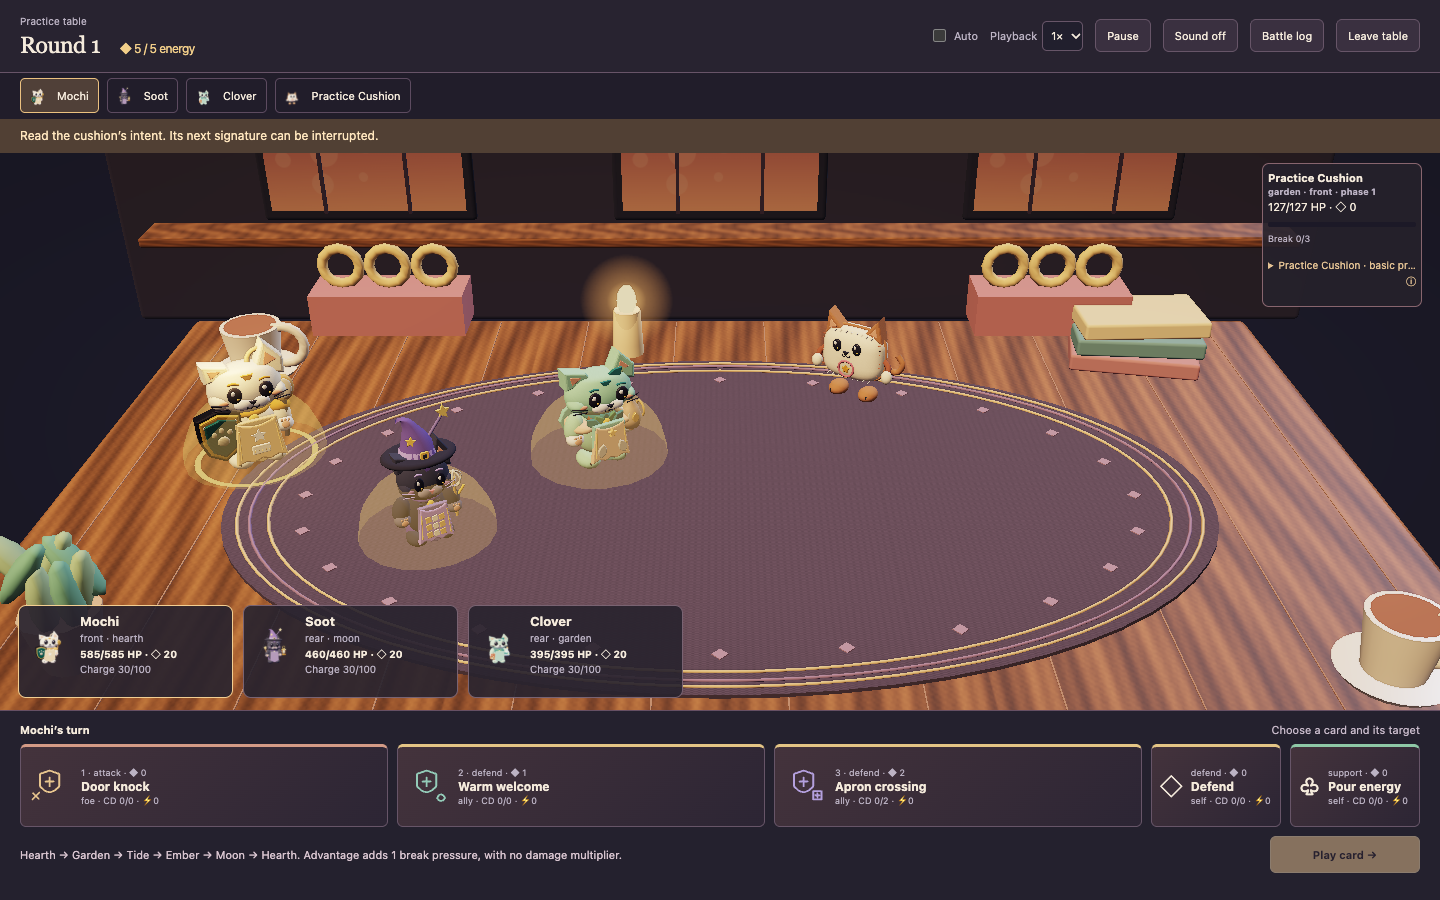 Practice table
Round 1
5 / 5 energy
Auto
Playback
1×
Pause
Sound off
Battle log
Leave table
Mochi
Soot
Clover
Practice Cushion
Read the cushion's intent. Its next signature can be interrupted.
Practice Cushion
garden · front · phase 1
127/127 HP · ◇ 0
Break 0/3
▶ Practice Cushion · basic pr...
ⓘ
Mochi
front · hearth
585/585 HP · ◇ 20
Charge 30/100
Soot
rear · moon
460/460 HP · ◇ 20
Charge 30/100
Clover
rear · garden
395/395 HP · ◇ 20
Charge 30/100
Mochi's turn
Choose a card and its target
1 · attack · ◆ 0
Door knock
foe · CD 0/0 · ⚡0
2 · defend · ◆ 1
Warm welcome
ally · CD 0/0 · ⚡0
3 · defend · ◆ 2
Apron crossing
ally · CD 0/2 · ⚡0
defend · ◆ 0
Defend
self · CD 0/0 · ⚡0
support · ◆ 0
Pour energy
self · CD 0/0 · ⚡0
Hearth → Garden → Tide → Ember → Moon → Hearth. Advantage adds 1 break pressure, with no damage multiplier.
Play card →